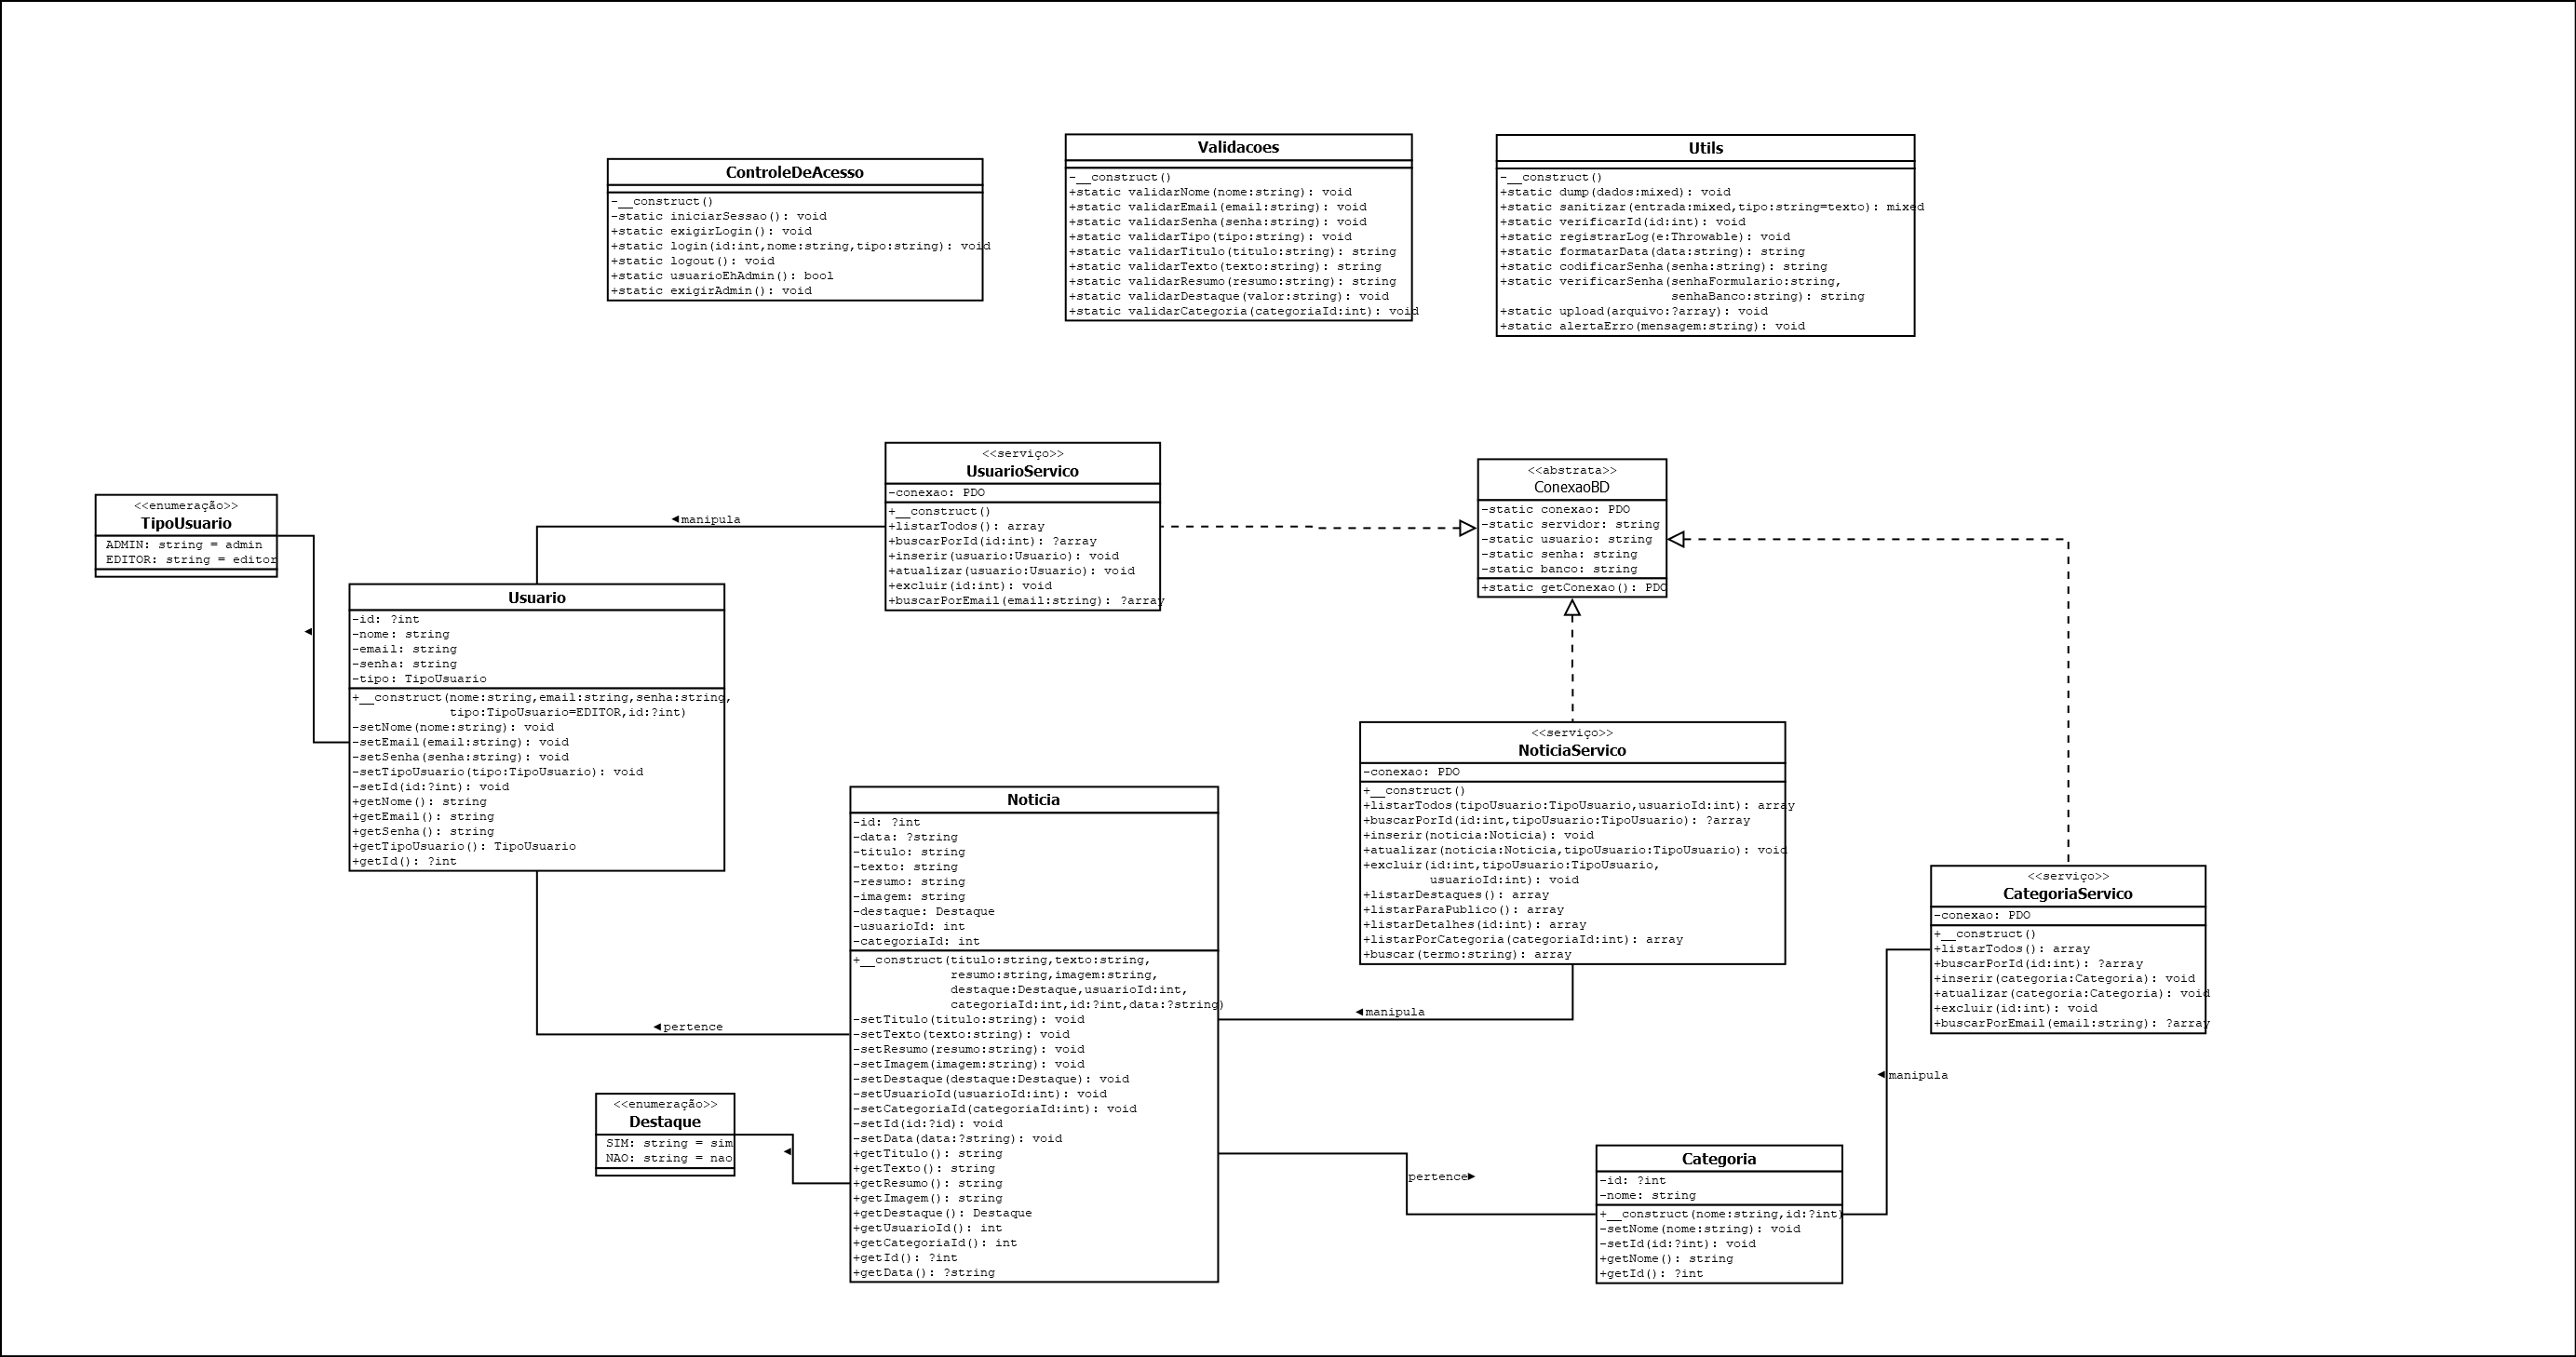 ControleDeAcesso
-__construct()
-static iniciarSessao(): void
+static exigirLogin(): void
+static login(id:int,nome:string,tipo:string): void
+static logout(): void
+static usuarioEhAdmin(): bool
+static exigirAdmin(): void
Validacoes
-__construct()
+static validarNome(nome:string): void
+static validarEmail(email:string): void
+static validarSenha(senha:string): void
+static validarTipo(tipo:string): void
+static validarTitulo(titulo:string): string
+static validarTexto(texto:string): string
+static validarResumo(resumo:string): string
+static validarDestaque(valor:string): void
+static validarCategoria(categoriaId:int): void
Utils
-__construct()
+static dump(dados:mixed): void
+static sanitizar(entrada:mixed,tipo:string=texto): mixed
+static verificarId(id:int): void
+static registrarLog(e:Throwable): void
+static formatarData(data:string): string
+static codificarSenha(senha:string): string
+static verificarSenha(senhaFormulario:string,
senhaBanco:string): string
+static upload(arquivo:?array): void
+static alertaErro(mensagem:string): void
<<enumeração>>
TipoUsuario
ADMIN: string = admin
EDITOR: string = editor
◄
◄manipula
<<serviço>>
UsuarioServico
-conexao: PDO
+__construct()
+listarTodos(): array
+buscarPorId(id:int): ?array
+inserir(usuario:Usuario): void
+atualizar(usuario:Usuario): void
+excluir(id:int): void
+buscarPorEmail(email:string): ?array
<<abstrata>>
ConexaoBD
-static conexao: PDO
-static servidor: string
-static usuario: string
-static senha: string
-static banco: string
+static getConexao(): PDO
Usuario
-id: ?int
-nome: string
-email: string
-senha: string
-tipo: TipoUsuario
+__construct(nome:string,email:string,senha:string,
tipo:TipoUsuario=EDITOR,id:?int)
-setNome(nome:string): void
-setEmail(email:string): void
-setSenha(senha:string): void
-setTipoUsuario(tipo:TipoUsuario): void
-setId(id:?int): void
+getNome(): string
+getEmail(): string
+getSenha(): string
+getTipoUsuario(): TipoUsuario
+getId(): ?int
◄pertence
Noticia
-id: ?int
-data: ?string
-titulo: string
-texto: string
-resumo: string
-imagem: string
-destaque: Destaque
-usuarioId: int
-categoriaId: int
+__construct(titulo:string,texto:string,
resumo:string,imagem:string,
destaque:Destaque,usuarioId:int,
categoriaId:int,id:?int,data:?string)
-setTitulo(titulo:string): void
-setTexto(texto:string): void
-setResumo(resumo:string): void
-setImagem(imagem:string): void
-setDestaque(destaque:Destaque): void
-setUsuarioId(usuarioId:int): void
-setCategoriaId(categoriaId:int): void
-setId(id:?id): void
-setData(data:?string): void
+getTitulo(): string
+getTexto(): string
+getResumo(): string
+getImagem(): string
+getDestaque(): Destaque
+getUsuarioId(): int
+getCategoriaId(): int
+getId(): ?int
+getData(): ?string
<<serviço>>
NoticiaServico
-conexao: PDO
+__construct()
+listarTodos(tipoUsuario:TipoUsuario,usuarioId:int): array
+buscarPorId(id:int,tipoUsuario:TipoUsuario): ?array
+inserir(noticia:Noticia): void
+atualizar(noticia:Noticia,tipoUsuario:TipoUsuario): void
+excluir(id:int,tipoUsuario:TipoUsuario,
usuarioId:int): void
+listarDestaques(): array
+listarParaPublico(): array
+listarDetalhes(id:int): array
+listarPorCategoria(categoriaId:int): array
+buscar(termo:string): array
◄manipula
<<serviço>>
CategoriaServico
-conexao: PDO
+__construct()
+listarTodos(): array
+buscarPorId(id:int): ?array
+inserir(categoria:Categoria): void
+atualizar(categoria:Categoria): void
+excluir(id:int): void
+buscarPorEmail(email:string): ?array
◄manipula
<<enumeração>>
Destaque
SIM: string = sim
NAO: string = nao
◄
pertence►
Categoria
-id: ?int
-nome: string
+__construct(nome:string,id:?int)
-setNome(nome:string): void
-setId(id:?int): void
+getNome(): string
+getId(): ?int